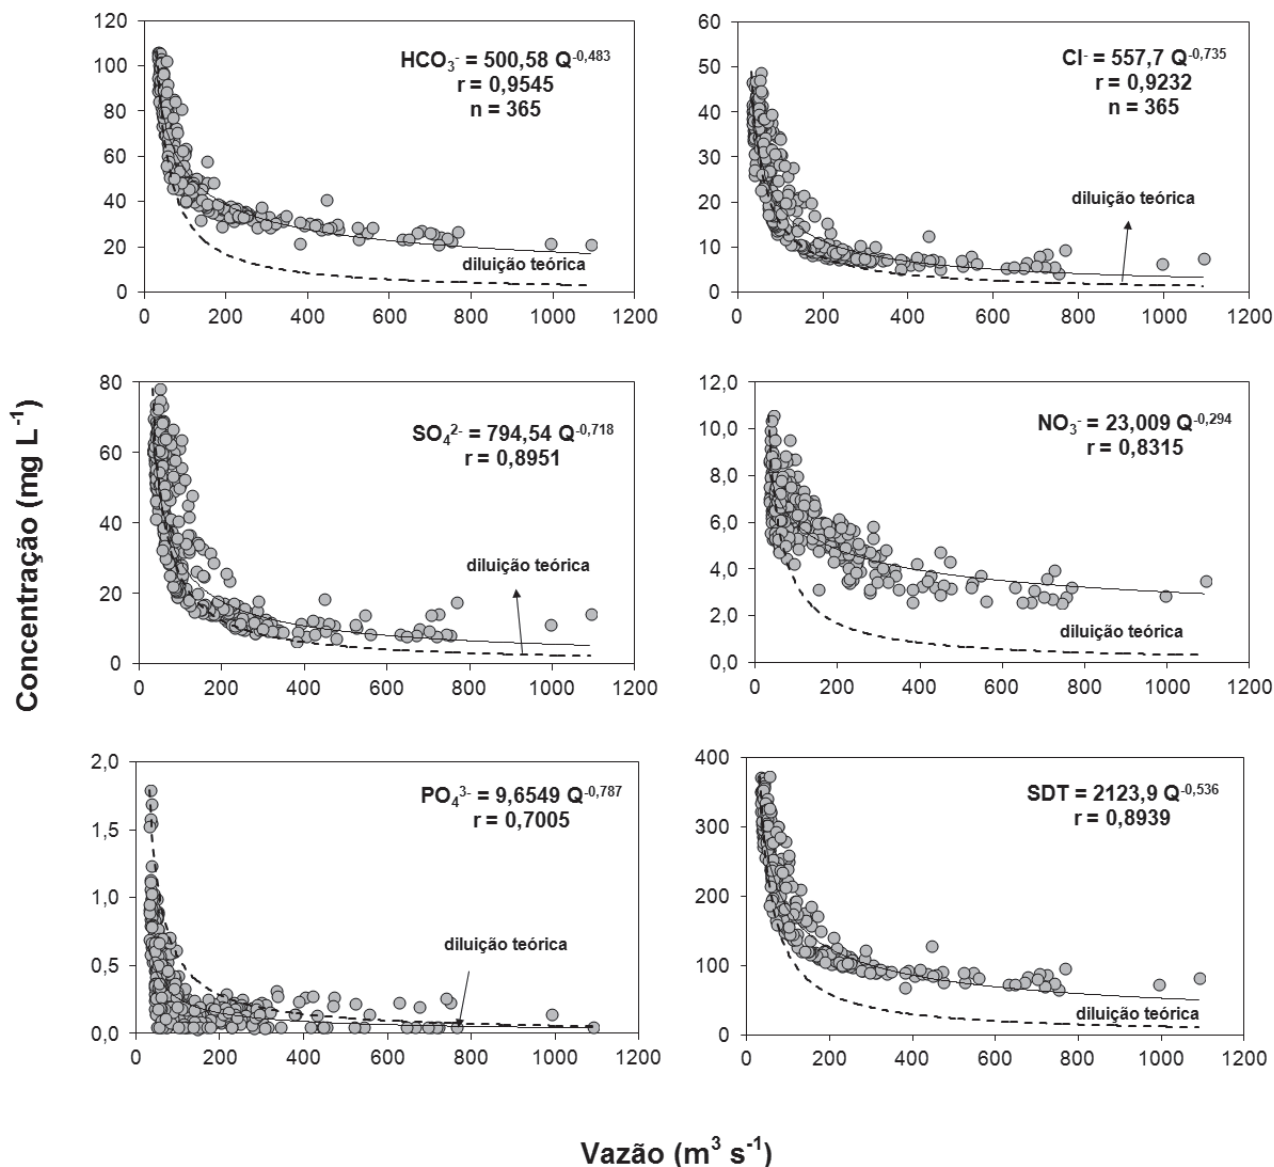 Concentração (mg L⁻¹)
120
100
80
60
40
20
0
0 200 400 600 800 1000 1200
HCO₃⁻ = 500,58 Q⁻⁰,⁴⁸³
r = 0,9545
n = 365
diluição teórica
60
50
40
30
20
10
0
0 200 400 600 800 1000 1200
Cl⁻ = 557,7 Q⁻⁰,⁷³⁵
r = 0,9232
n = 365
diluição teórica
80
60
40
20
0
0 200 400 600 800 1000 1200
SO₄²⁻ = 794,54 Q⁻⁰,⁷¹⁸
r = 0,8951
diluição teórica
12,0
10,0
8,0
6,0
4,0
2,0
0,0
0 200 400 600 800 1000 1200
NO₃⁻ = 23,009 Q⁻⁰,²⁹⁴
r = 0,8315
diluição teórica
2,0
1,5
1,0
0,5
0,0
0 200 400 600 800 1000 1200
PO₄³⁻ = 9,6549 Q⁻⁰,⁷⁸⁷
r = 0,7005
diluição teórica
400
300
200
100
0
0 200 400 600 800 1000 1200
SDT = 2123,9 Q⁻⁰,⁵³⁶
r = 0,8939
diluição teórica
Vazão (m³ s⁻¹)